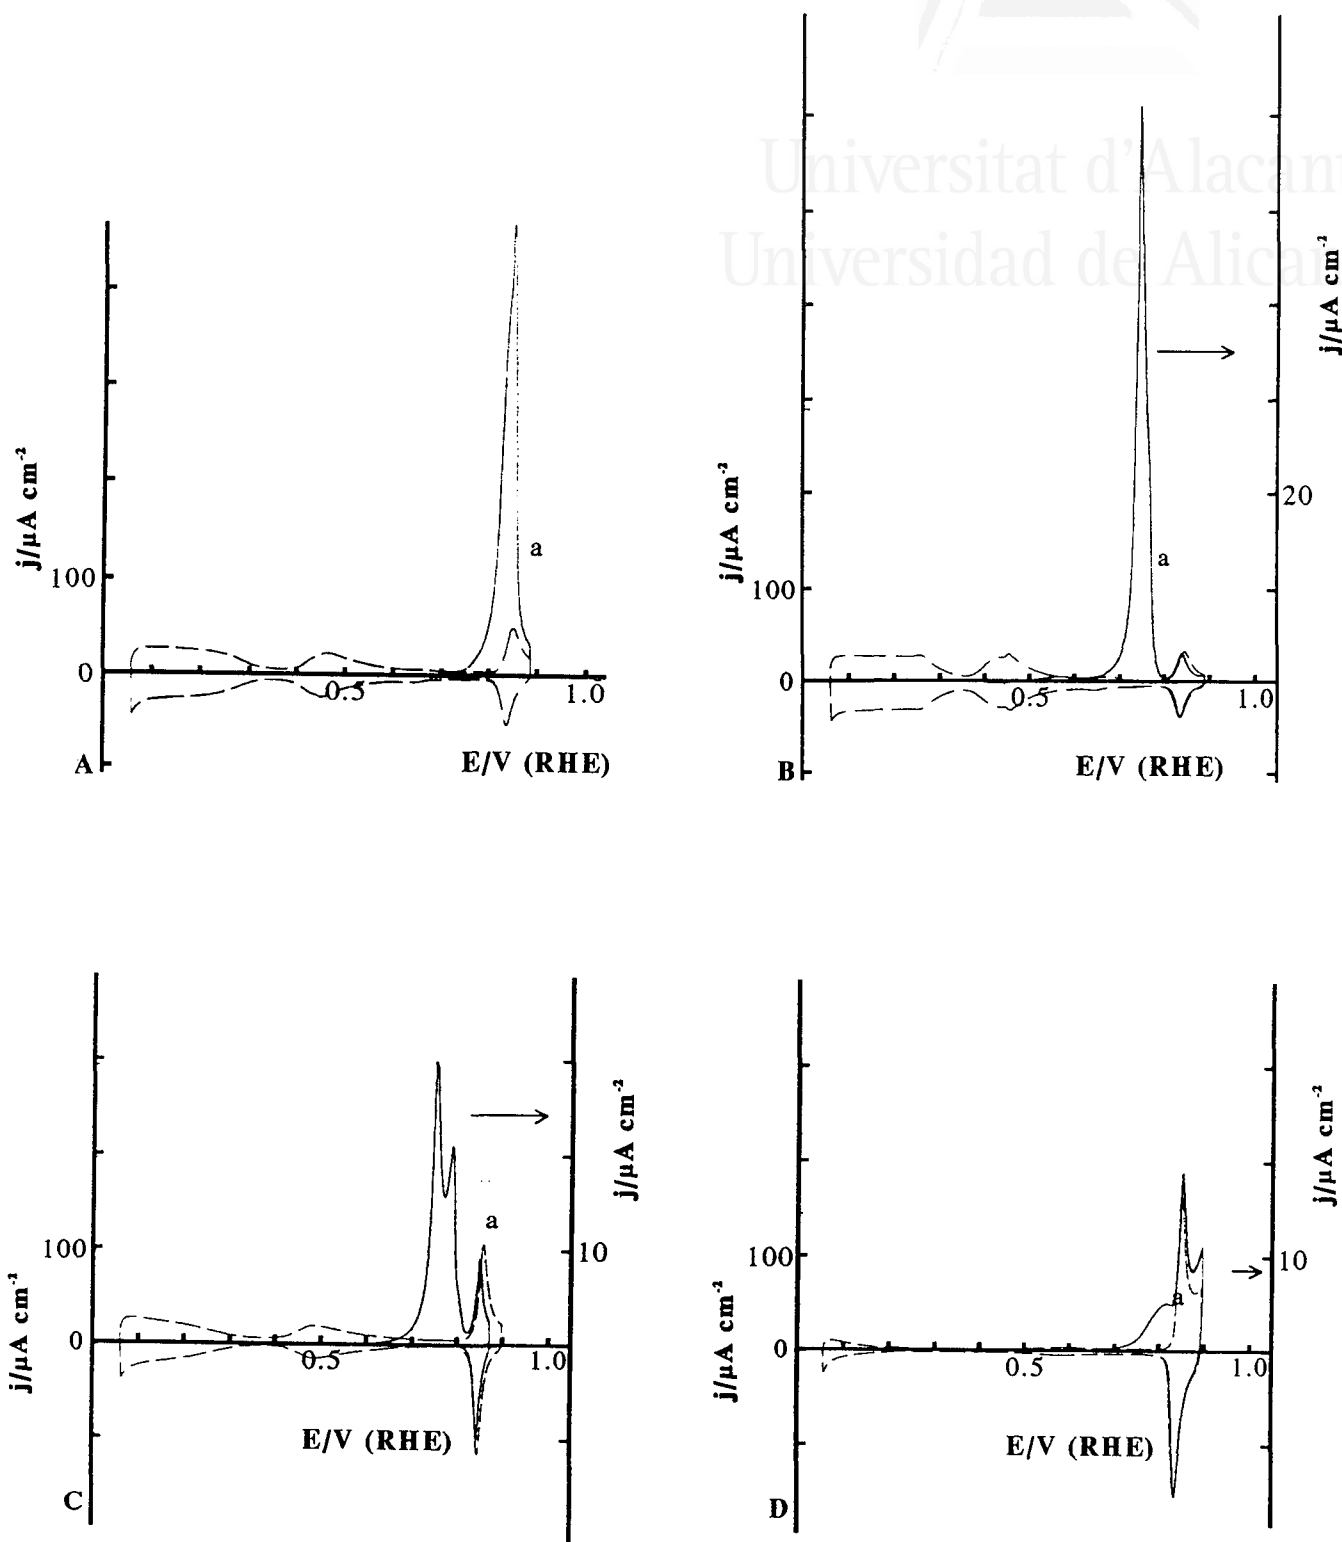 Universitat d'Alacant
Universidad de
j/µA cm⁻²
100
0
a
0.5
1.0
A
E/V (RHE)
j/µA cm⁻²
j/µA cm⁻²
20
100
0
a
0.5
1.0
B
E/V (RHE)
j/µA cm⁻²
j/µA cm⁻²
100
10
0
a
0.5
1.0
E/V (RHE)
C
j/µA cm⁻²
j/µA cm⁻²
100
10
0
a
0.5
1.0
E/V (RHE)
D